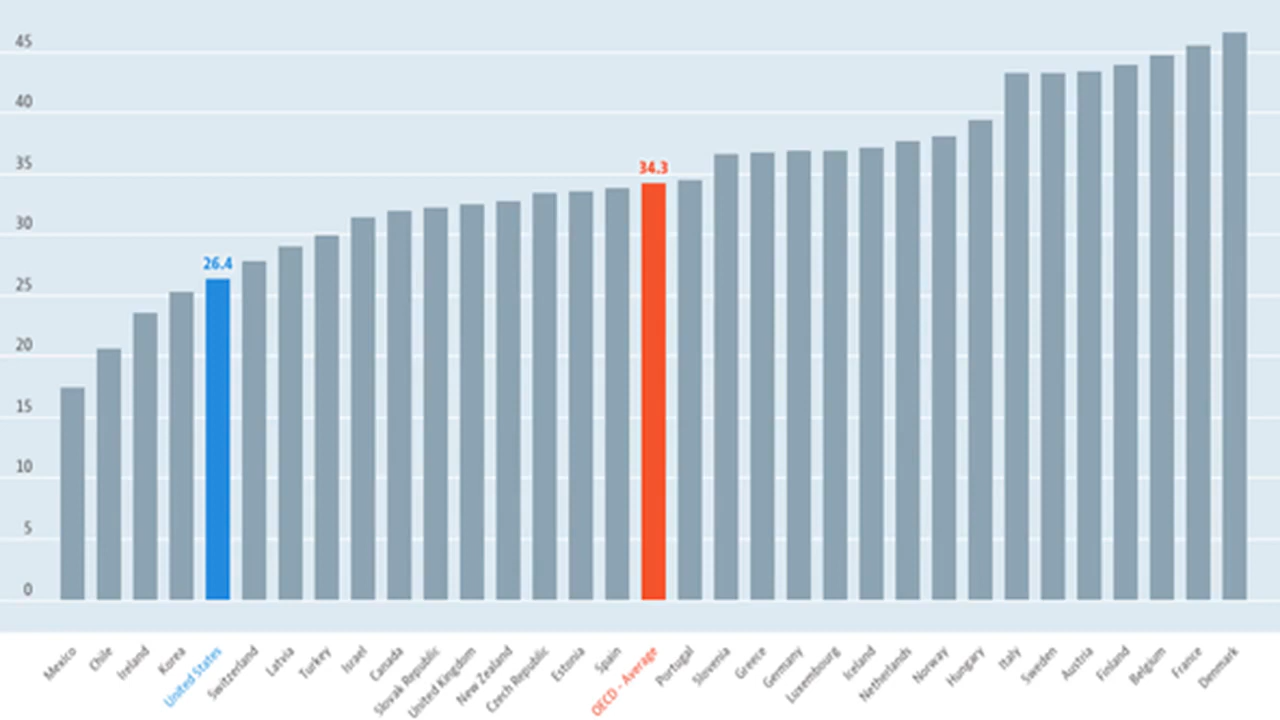 45
40
35
30
25
20
15
10
5
0
26.4
34.3
Mexico
Chile
Ireland
Korea
United States
Switzerland
Latvia
Turkey
Israel
Canada
Slovak Republic
United Kingdom
New Zealand
Czech Republic
Estonia
Spain
OECD - Average
Portugal
Slovenia
Greece
Germany
Luxembourg
Iceland
Netherlands
Norway
Hungary
Italy
Sweden
Austria
Finland
Belgium
France
Denmark